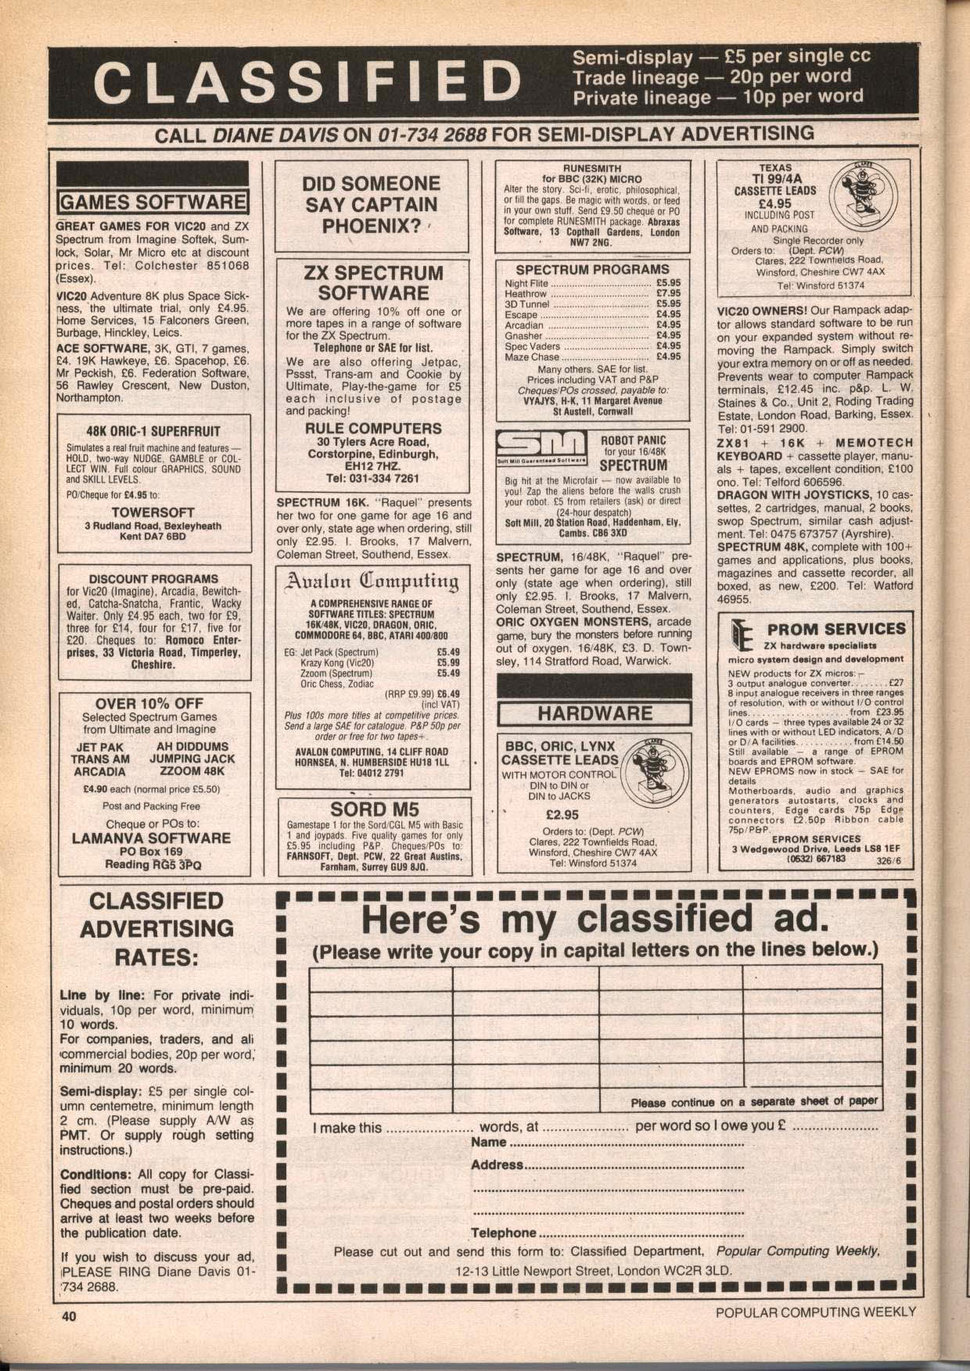 CLASSIFIED
Semi-display — £5 per single cc
Trade lineage — 20p per word
Private lineage — 10p per word
CALL DIANE DAVIS ON 01-734 2688 FOR SEMI-DISPLAY ADVERTISING
GAMES SOFTWARE
GREAT GAMES FOR VIC20 and ZX
Spectrum from Imagine Softek, Sum-
lock, Solar, Mr Micro etc at discount
prices. Tel: Colchester 851068
(Essex).
VIC20 Adventure 8K plus Space Sick-
ness, the ultimate trial, only £4.95.
Home Services, 15 Falconers Green,
Burbage, Hinckley, Leics.
ACE SOFTWARE, 3K, GTI, 7 games,
£4. 19K Hawkeye, £6. Spacehop, £6.
Mr Peckish, £6. Federation Software,
56 Rawley Crescent, New Duston,
Northampton.
48K ORIC-1 SUPERFRUIT
Simulates a real fruit machine and features —
HOLD, two-way NUDGE, GAMBLE or COL-
LECT WIN. Full colour GRAPHICS, SOUND
and SKILL LEVELS.
PO/Cheque for £4.95 to:
TOWERSOFT
3 Rudland Road, Bexleyheath
Kent DA7 6BD
DISCOUNT PROGRAMS
for Vic20 (Imagine), Arcadia, Bewitch-
ed, Catcha-Snatcha, Frantic, Wacky
Waiter. Only £4.95 each, two for £9,
three for £14, four for £17, five for
£20. Cheques to: Romoco Enter-
prises, 33 Victoria Road, Timperley,
Cheshire.
OVER 10% OFF
Selected Spectrum Games
from Ultimate and Imagine
JET PAK AH DIDDUMS
TRANS AM JUMPING JACK
ARCADIA ZZOOM 48K
£4.90 each (normal price £5.50)
Post and Packing Free
Cheque or POs to:
LAMANVA SOFTWARE
PO Box 169
Reading RG5 3PQ
DID SOMEONE
SAY CAPTAIN
PHOENIX?
ZX SPECTRUM
SOFTWARE
We are offering 10% off one or
more tapes in a range of software
for the ZX Spectrum.
Telephone or SAE for list.
We are also offering Jetpac,
Pssst, Trans-am and Cookie by
Ultimate, Play-the-game for £5
each inclusive of postage
and packing!
RULE COMPUTERS
30 Tylers Acre Road,
Corstorpine, Edinburgh,
EH12 7HZ.
Tel: 031-334 7261
SPECTRUM 16K. "Raquel" presents
her two for one game for age 16 and
over only, state age when ordering, still
only £2.95. I. Brooks, 17 Malvern,
Coleman Street, Southend, Essex.
Avalon Computing
A COMPREHENSIVE RANGE OF
SOFTWARE TITLES: SPECTRUM
16K/48K, VIC20, DRAGON, ORIC,
COMMODORE 64, BBC, ATARI 400/800
EG: Jet Pack (Spectrum) £5.49
Krazy Kong (Vic20) £5.99
Zzoom (Spectrum) £5.49
Oric Chess, Zodiac
(RRP £9.99) £6.49
(incl VAT)
Plus 100s more titles at competitive prices.
Send a large SAE for catalogue. P&P 50p per
order or free for two tapes+.
AVALON COMPUTING, 14 CLIFF ROAD
HORNSEA, N. HUMBERSIDE HU18 1LL
Tel: 04012 2791
SORD M5
Gamestape 1 for the Sord/CGL M5 with Basic
1 and joypads. Five quality games for only
£5.95 including P&P. Cheques/POs to:
FARNSOFT, Dept. PCW, 22 Great Austins,
Farnham, Surrey GU9 8JQ.
RUNESMITH
for BBC (32K) MICRO
Alter the story. Sci-fi, erotic, philosophical,
or fill the gaps. Be magic with words, or feed
in your own stuff. Send £9.50 cheque or PO
for complete RUNESMITH package. Abraxas
Software, 13 Copthall Gardens, London
NW7 2NG.
SPECTRUM PROGRAMS
Night Flite £5.95
Heathrow £7.95
3D Tunnel £5.95
Escape £4.95
Arcadian £4.95
Gnasher £4.95
Spec Vaders £4.95
Maze Chase £4.95
Many others. SAE for list.
Prices including VAT and P&P
Cheques/POs crossed, payable to:
VYAJYS, H-K, 11 Margaret Avenue
St Austell, Cornwall
SM
Soft Mill Guaranteed Software
ROBOT PANIC
for your 16/48K
SPECTRUM
Big hit at the Microfair — now available to
you! Zap the aliens before the walls crush
your robot. £5 from retailers (ask) or direct
(24-hour despatch)
Soft Mill, 20 Station Road, Haddenham, Ely,
Cambs. CB6 3XD
SPECTRUM, 16/48K, "Raquel" pre-
sents her game for age 16 and over
only (state age when ordering), still
only £2.95. I. Brooks, 17 Malvern,
Coleman Street, Southend, Essex.
ORIC OXYGEN MONSTERS, arcade
game, bury the monsters before running
out of oxygen. 16/48K, £3. D. Town-
sley, 114 Stratford Road, Warwick.
HARDWARE
BBC, ORIC, LYNX
CASSETTE LEADS
WITH MOTOR CONTROL
DIN to DIN or
DIN to JACKS
£2.95
Orders to: (Dept. PCW)
Clares, 222 Townfields Road,
Winsford, Cheshire CW7 4AX
Tel: Winsford 51374
TEXAS
TI 99/4A
CASSETTE LEADS
£4.95
INCLUDING POST
AND PACKING
Single Recorder only
Orders to: (Dept. PCW)
Clares, 222 Townfields Road,
Winsford, Cheshire CW7 4AX
Tel: Winsford 51374
VIC20 OWNERS! Our Rampack adap-
tor allows standard software to be run
on your expanded system without re-
moving the Rampack. Simply switch
your extra memory on or off as needed.
Prevents wear to computer Rampack
terminals, £12.45 inc. p&p. L. W.
Staines & Co., Unit 2, Roding Trading
Estate, London Road, Barking, Essex.
Tel: 01-591 2900.
ZX81 + 16K + MEMOTECH
KEYBOARD + cassette player, manu-
als + tapes, excellent condition, £100
ono. Tel: Telford 606596.
DRAGON WITH JOYSTICKS, 10 cas-
settes, 2 cartridges, manual, 2 books,
swop Spectrum, similar cash adjust-
ment. Tel: 0475 673757 (Ayrshire).
SPECTRUM 48K, complete with 100+
games and applications, plus books,
magazines and cassette recorder, all
boxed, as new, £200. Tel: Watford
46955.
PROM SERVICES
ZX hardware specialists
micro system design and development
NEW products for ZX micros: —
3 output analogue converter........£27
8 input analogue receivers in three ranges
of resolution, with or without I/O control
lines......................from £23.95
I/O cards — three types available 24 or 32
lines with or without LED indicators, A/D
or D/A facilities.............from £14.50
Still available — a range of EPROM
boards and EPROM software.
NEW EPROMS now in stock — SAE for
details
Motherboards, audio and graphics
generators autostarts, clocks and
counters, Edge cards 75p Edge
connectors £2.50p Ribbon cable
75p/P&P.
EPROM SERVICES
3 Wedgewood Drive, Leeds LS8 1EF
(0532) 667183 326/6
CLASSIFIED
ADVERTISING
RATES:
Line by line: For private indi-
viduals, 10p per word, minimum
10 words.
For companies, traders, and all
commercial bodies, 20p per word,
minimum 20 words.
Semi-display: £5 per single col-
umn centemetre, minimum length
2 cm. (Please supply A/W as
PMT. Or supply rough setting
instructions.)
Conditions: All copy for Classi-
fied section must be pre-paid.
Cheques and postal orders should
arrive at least two weeks before
the publication date.
If you wish to discuss your ad,
PLEASE RING Diane Davis 01-
734 2688.
Here's my classified ad.
(Please write your copy in capital letters on the lines below.)
Please continue on a separate sheet of paper
I make this ...................... words, at ...................... per word so I owe you £ ......................
Name
Address
Telephone
Please cut out and send this form to: Classified Department, Popular Computing Weekly,
12-13 Little Newport Street, London WC2R 3LD.
40
POPULAR COMPUTING WEEKLY